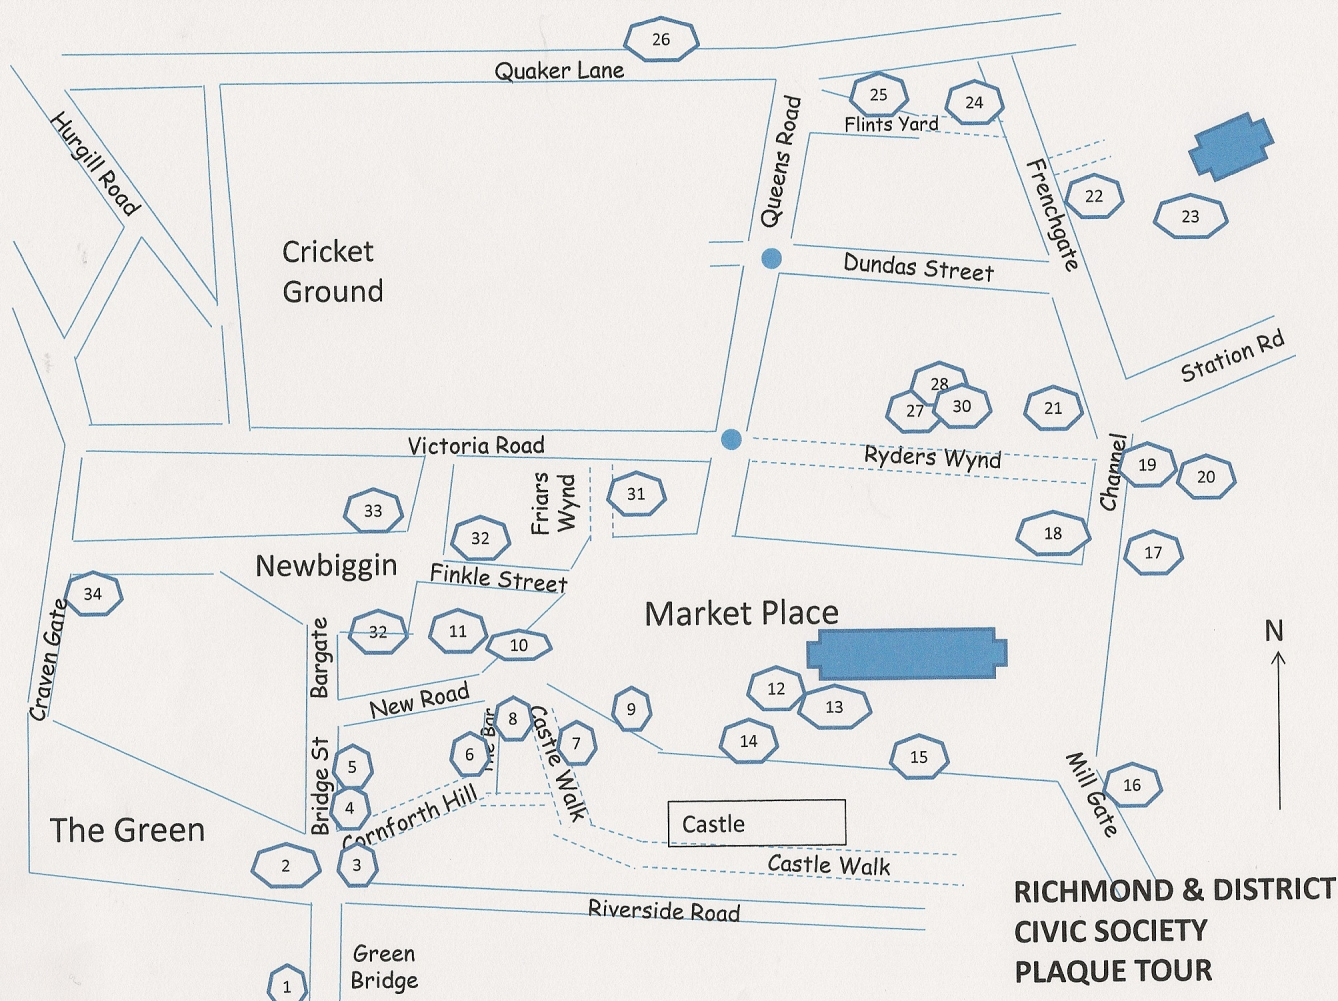 26
Quaker Lane
25
24
Flints Yard
Hurgill Road
Queens Road
Frenchgate
22
23
Cricket
Ground
Dundas Street
Station Rd
28
27
30
21
Victoria Road
Ryders Wynd
Channel
19
20
Friars
Wynd
31
33
32
18
17
Newbiggin
Finkle Street
34
Craven Gate
Market Place
N
Bargate
32
11
10
New Road
12
13
9
8
The Bar
Castle Walk
7
6
14
15
5
Bridge St
4
Cornforth Hill
Mill Gate
16
The Green
Castle
2
3
Castle Walk
RICHMOND & DISTRICT
CIVIC SOCIETY
PLAQUE TOUR
Riverside Road
Green
Bridge
1